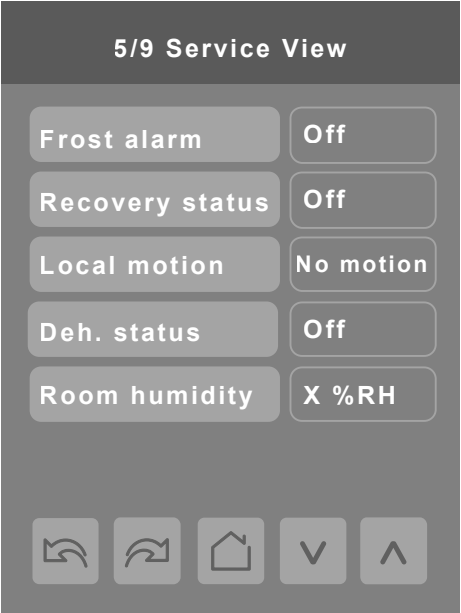 5/9 Service View
Frost alarm Off
Recovery status Off
Local motion No motion
Deh. status Off
Room humidity X %RH